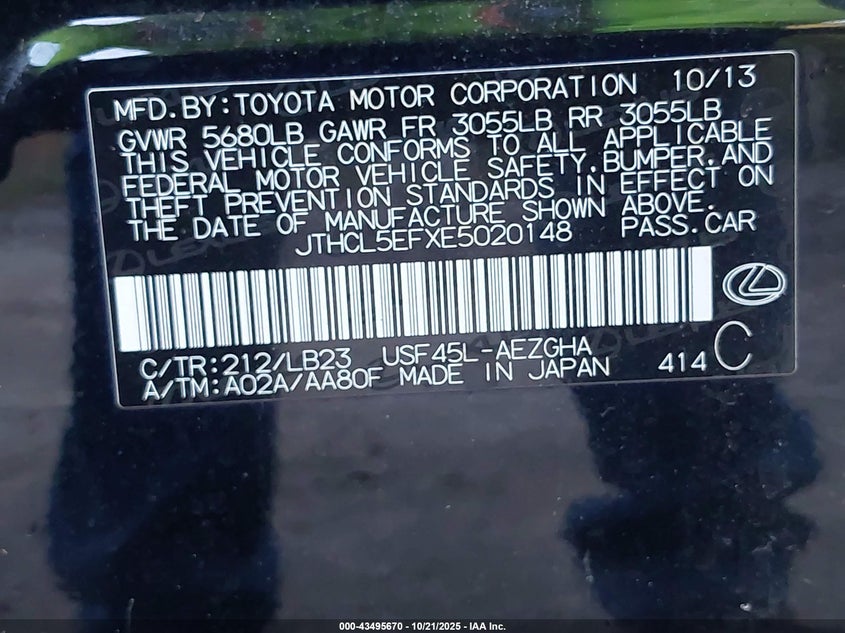 MFD.BY:TOYOTA MOTOR CORPORATION 10/13
GVWR 5680LB GAWR FR 3055LB RR 3055LB
THIS VEHICLE CONFORMS TO ALL APPLICABLE
FEDERAL MOTOR VEHICLE SAFETY,BUMPER,AND
THEFT PREVENTION STANDARDS IN EFFECT ON
THE DATE OF MANUFACTURE SHOWN ABOVE.
JTHCL5EFXE5020148 PASS.CAR
C/TR:212/LB23 USF45L-AEZGHA
A/TM:A02A/AA80F MADE IN JAPAN 414 C
000-43495670 - 10/21/2025 - IAA Inc.